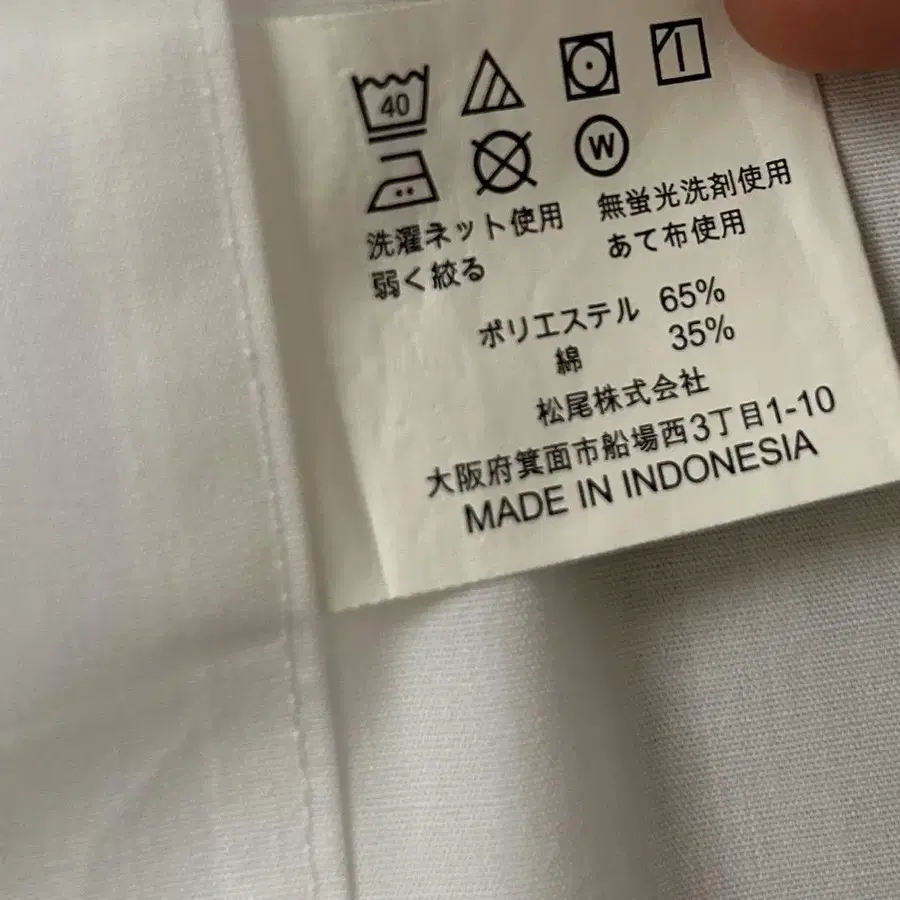 40
W
洗濯ネット使用 無蛍光洗剤使用
弱く絞る あて布使用
ポリエステル 65%
綿 35%
松尾株式会社
大阪府箕面市船場西3丁目1-10
MADE IN INDONESIA